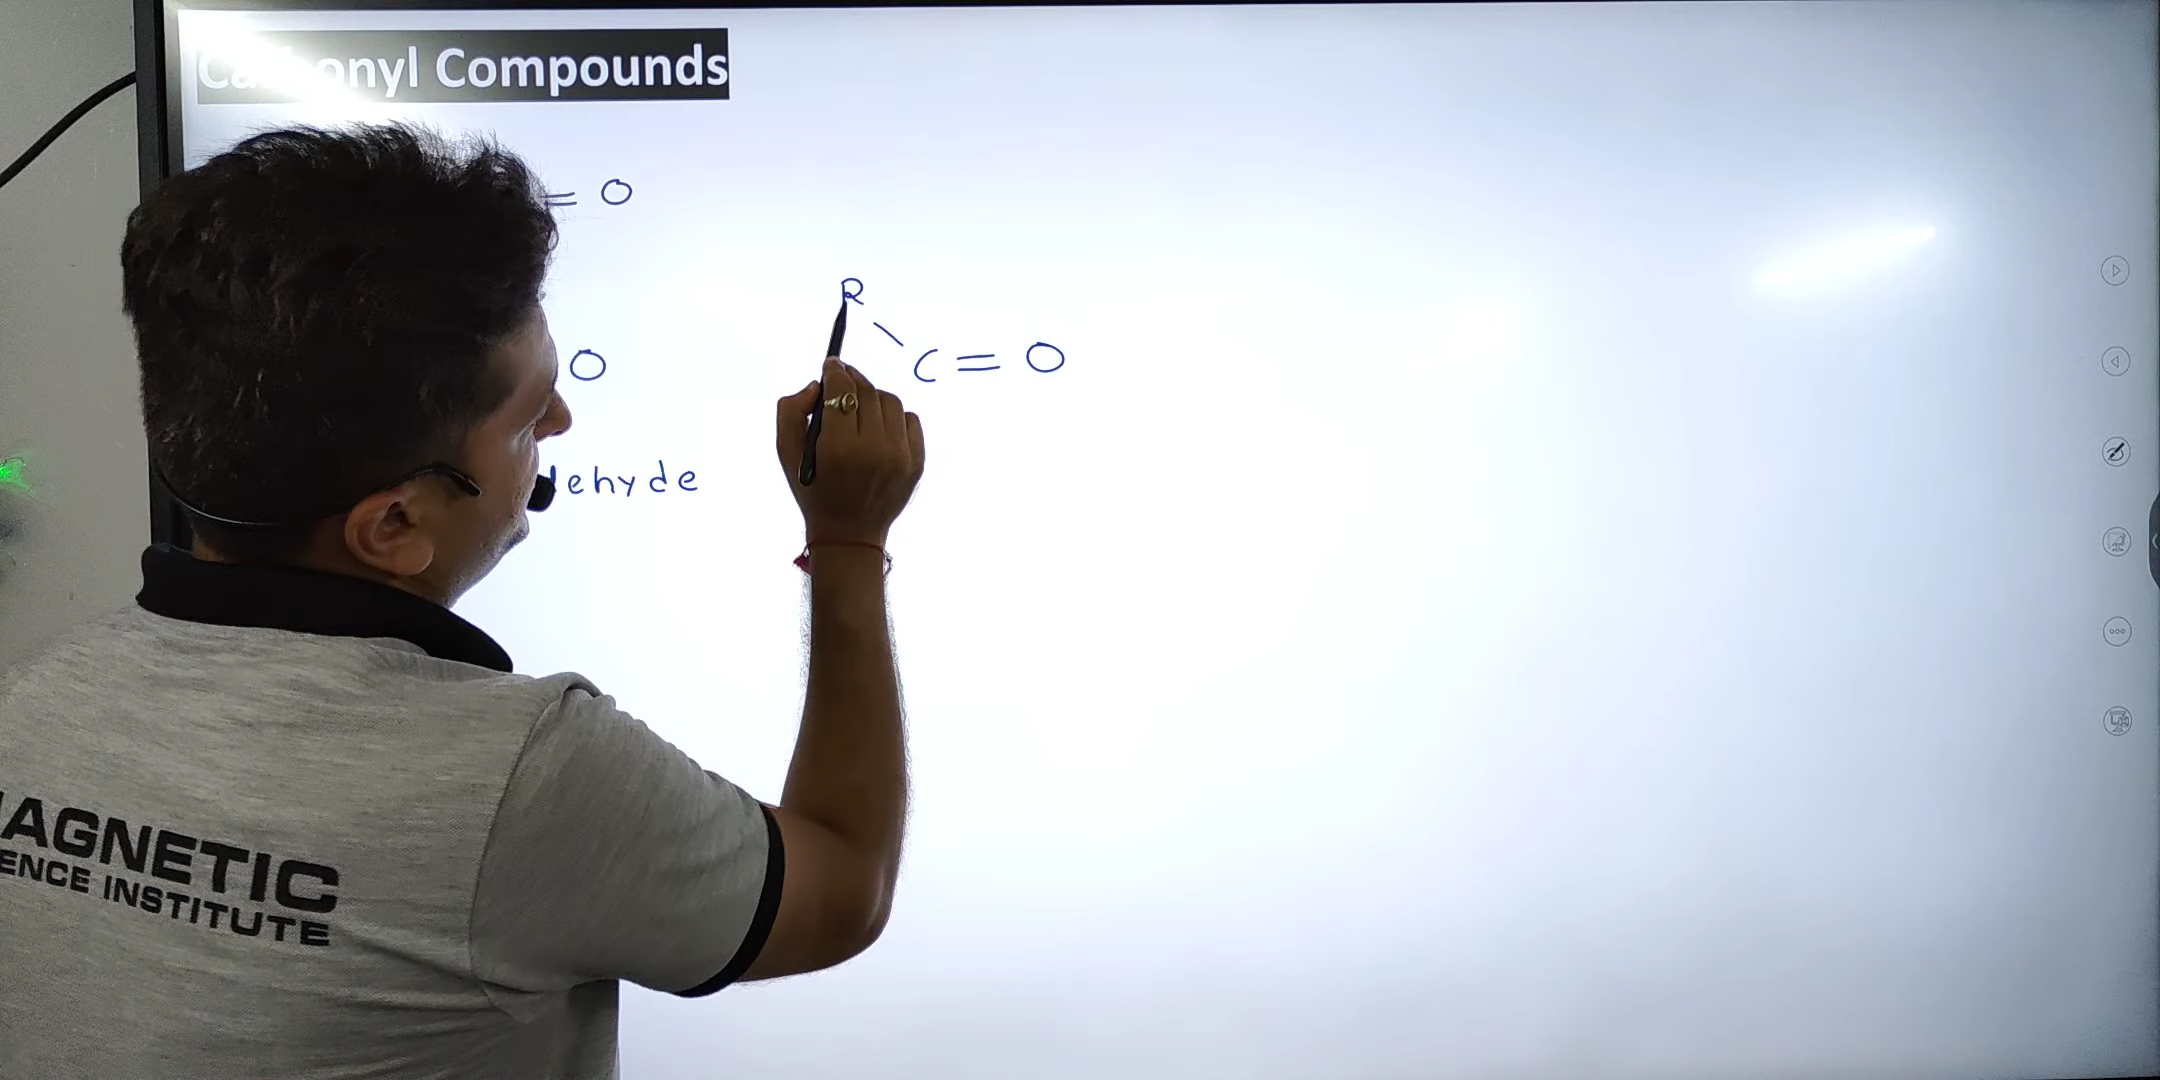 Carbonyl Compounds
= O
R
O
C = O
dehyde
MAGNETIC
ENCE INSTITUTE